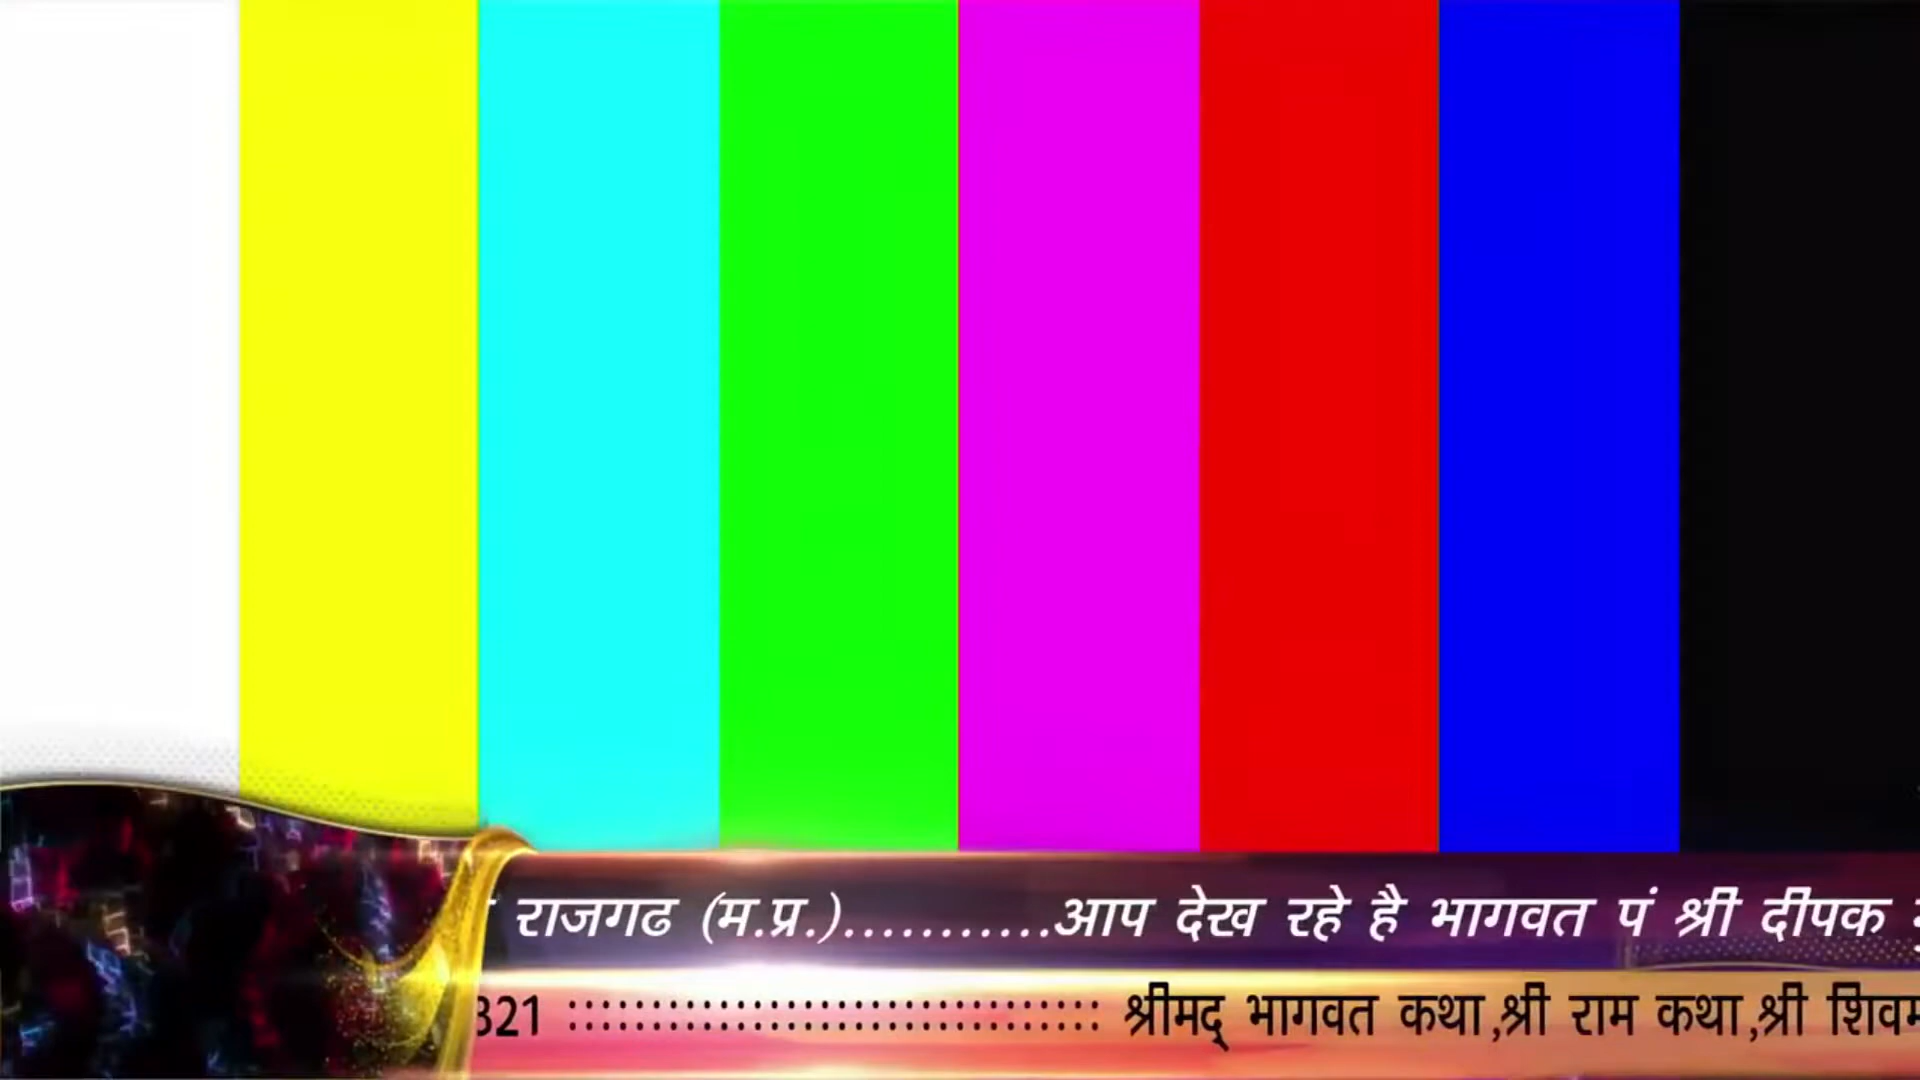 राजगढ (म.प्र.)...........आप देख रहे है भागवत पं श्री दीपक
321 :::::::::::::::::::::::::::::::: श्रीमद् भागवत कथा,श्री राम कथा,श्री